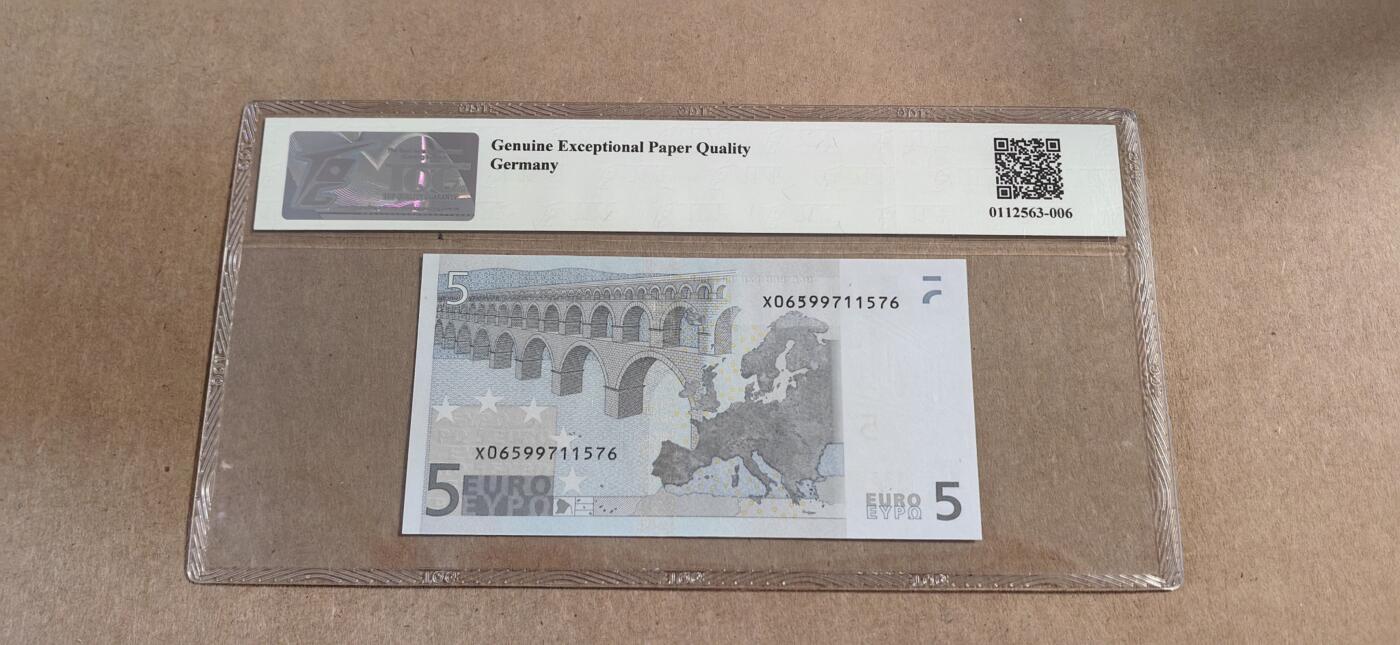 Genuine Exceptional Paper Quality
Germany
0112563-006
5
X06599711576
X06599711576
5 EURO
ΕΥΡΩ
EURO
ΕΥΡΩ 5